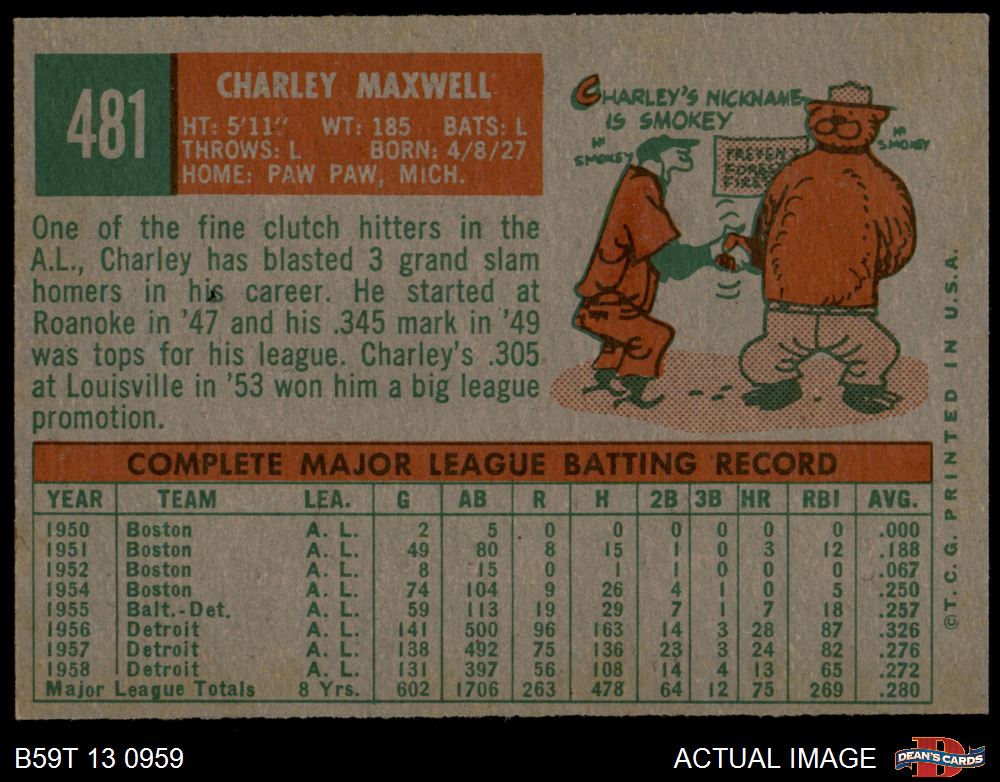 481
CHARLEY MAXWELL
HT: 5'11" WT: 185 BATS: L
THROWS: L BORN: 4/8/27
HOME: PAW PAW, MICH.
CHARLEY'S NICKNAME
IS SMOKEY
HI SMOKEY
HI SMOKEY
PREVENT
FOREST
FIRES
One of the fine clutch hitters in the
A.L., Charley has blasted 3 grand slam
homers in his career. He started at
Roanoke in '47 and his .345 mark in '49
was tops for his league. Charley's .305
at Louisville in '53 won him a big league
promotion.
COMPLETE MAJOR LEAGUE BATTING RECORD
YEAR TEAM LEA. G AB R H 2B 3B HR RBI AVG.
1950 Boston A. L. 2 5 0 0 0 0 0 0 .000
1951 Boston A. L. 49 80 8 15 1 0 3 12 .188
1952 Boston A. L. 8 15 0 1 1 0 0 0 .067
1954 Boston A. L. 74 104 9 26 4 1 0 5 .250
1955 Balt.-Det. A. L. 59 113 19 29 7 1 7 18 .257
1956 Detroit A. L. 141 500 96 163 14 3 28 87 .326
1957 Detroit A. L. 138 492 75 136 23 3 24 82 .276
1958 Detroit A. L. 131 397 56 108 14 4 13 65 .272
Major League Totals 8 Yrs. 602 1706 263 478 64 12 75 269 .280
©T. C. G. PRINTED IN U.S.A.
B59T 13 0959
ACTUAL IMAGE
DEAN'S CARDS